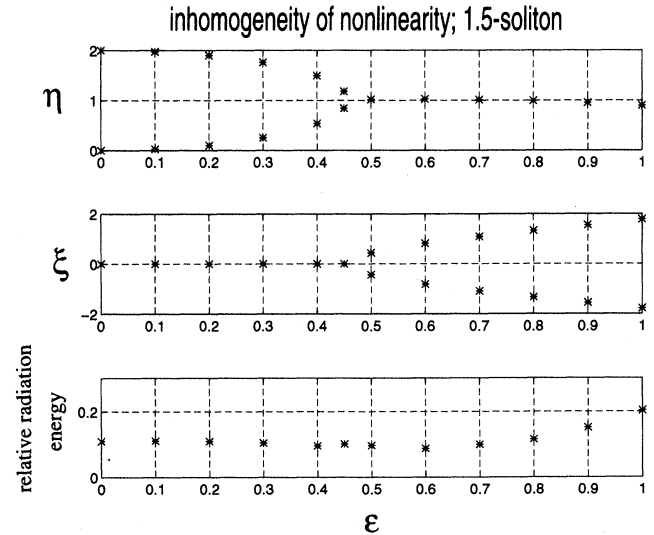 inhomogeneity of nonlinearity; 1.5-soliton
η
2
1
0
0 0.1 0.2 0.3 0.4 0.5 0.6 0.7 0.8 0.9 1
ξ
2
0
−2
0 0.1 0.2 0.3 0.4 0.5 0.6 0.7 0.8 0.9 1
relative radiation
energy
0.2
0
0 0.1 0.2 0.3 0.4 0.5 0.6 0.7 0.8 0.9 1
ε